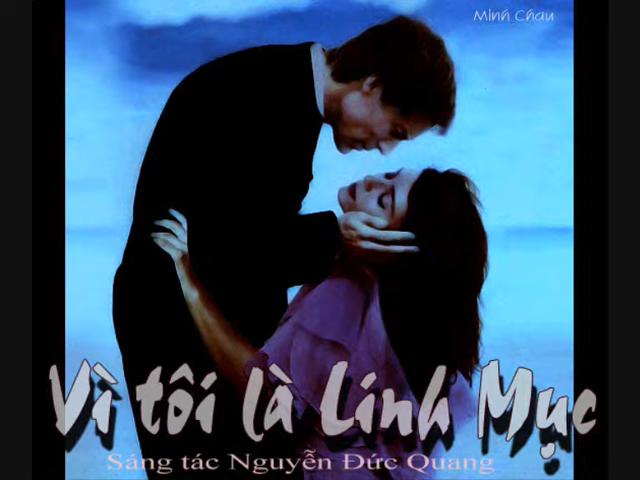 Minh Chau
Vì tôi là Linh Mục
Sáng tác Nguyễn Đức Quang